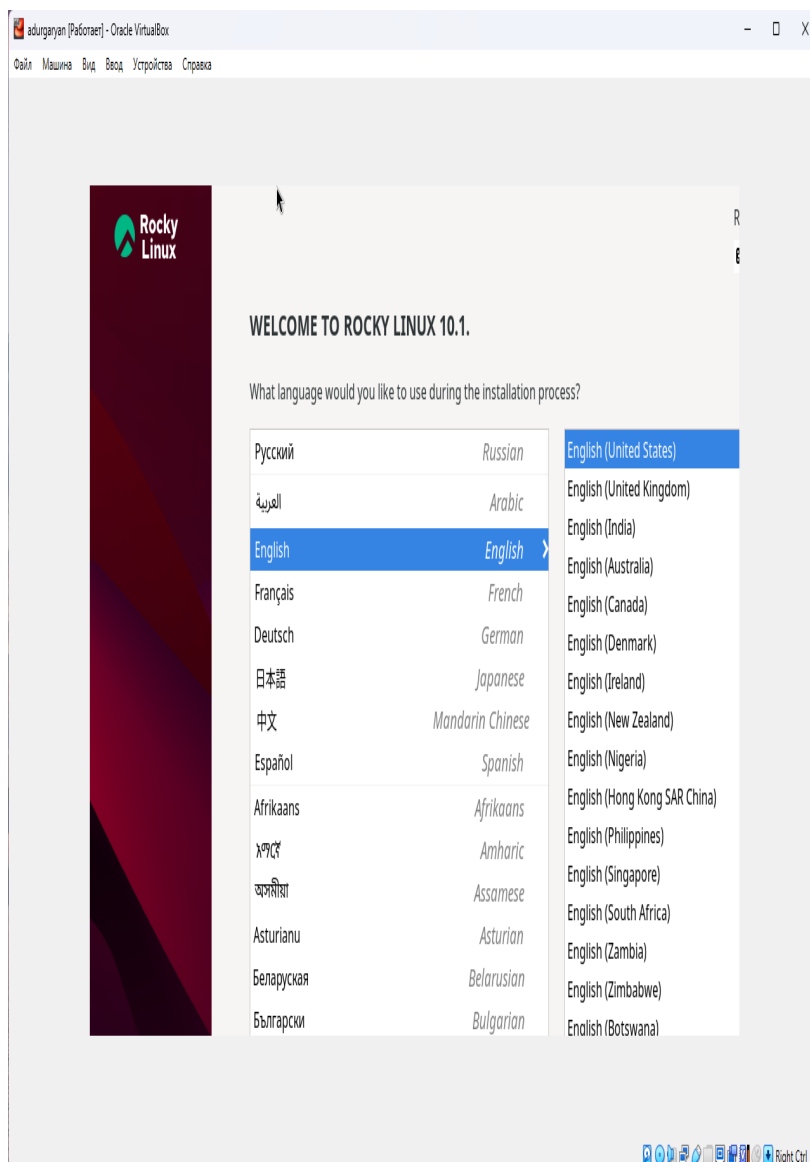 adurgaryan [Работает] - Oracle VirtualBox
Файл Машина Вид Ввод Устройства Справка
Rocky
Linux
R
WELCOME TO ROCKY LINUX 10.1.
What language would you like to use during the installation process?
Русский Russian
العربية Arabic
English English
Français French
Deutsch German
日本語 Japanese
中文 Mandarin Chinese
Español Spanish
Afrikaans Afrikaans
አማርኛ Amharic
অসমীয়া Assamese
Asturianu Asturian
Беларуская Belarusian
Български Bulgarian
English (United States)
English (United Kingdom)
English (India)
English (Australia)
English (Canada)
English (Denmark)
English (Ireland)
English (New Zealand)
English (Nigeria)
English (Hong Kong SAR China)
English (Philippines)
English (Singapore)
English (South Africa)
English (Zambia)
English (Zimbabwe)
English (Botswana)
Right Ctrl